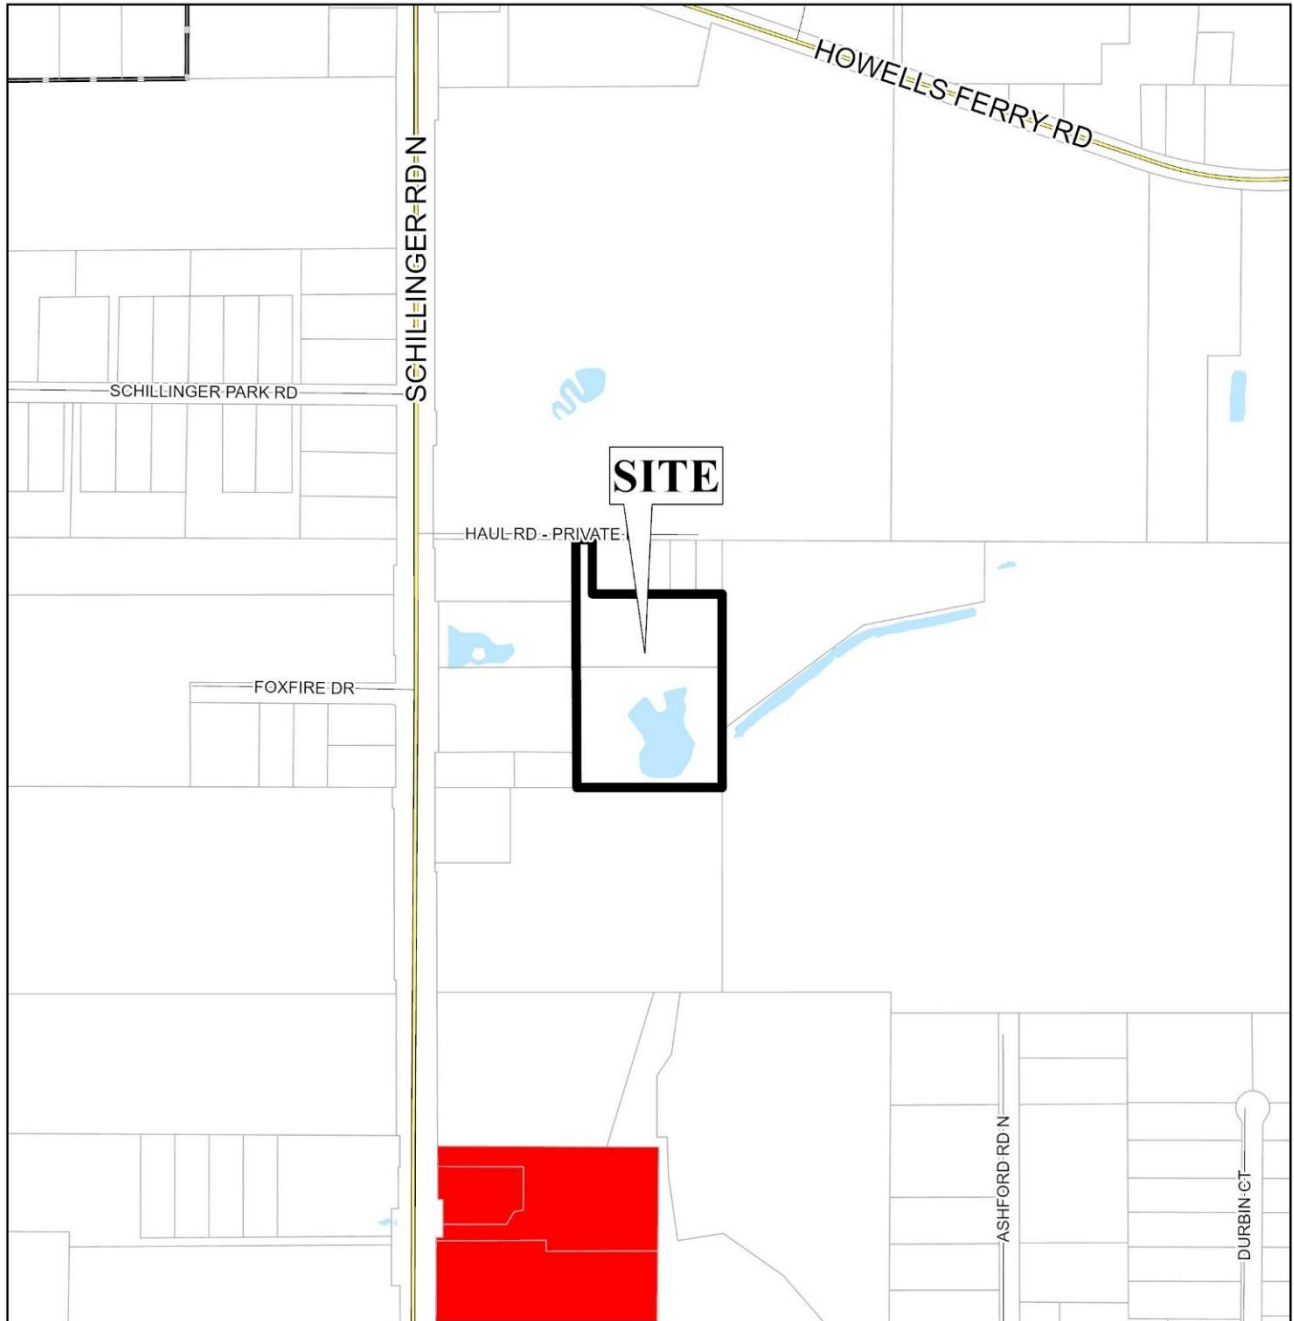 HOWELLS FERRY RD
SCHILLINGER RD N
SCHILLINGER PARK RD
SITE
HAUL RD - PRIVATE
FOXFIRE DR
ASHFORD RD N
DURBIN CT